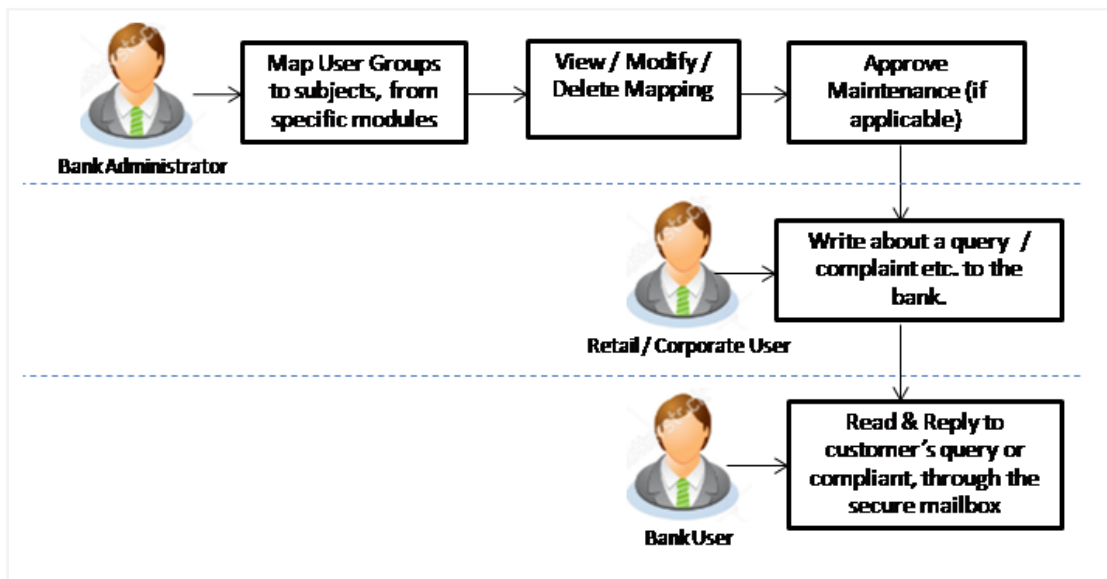 Map User Groups
to subjects, from
specific modules
View / Modify /
Delete Mapping
Approve
Maintenance (if
applicable)
Bank Administrator
Write about a query /
complaint etc. to the
bank.
Retail / Corporate User
Read & Reply to
customer's query or
compliant, through the
secure mailbox
Bank User